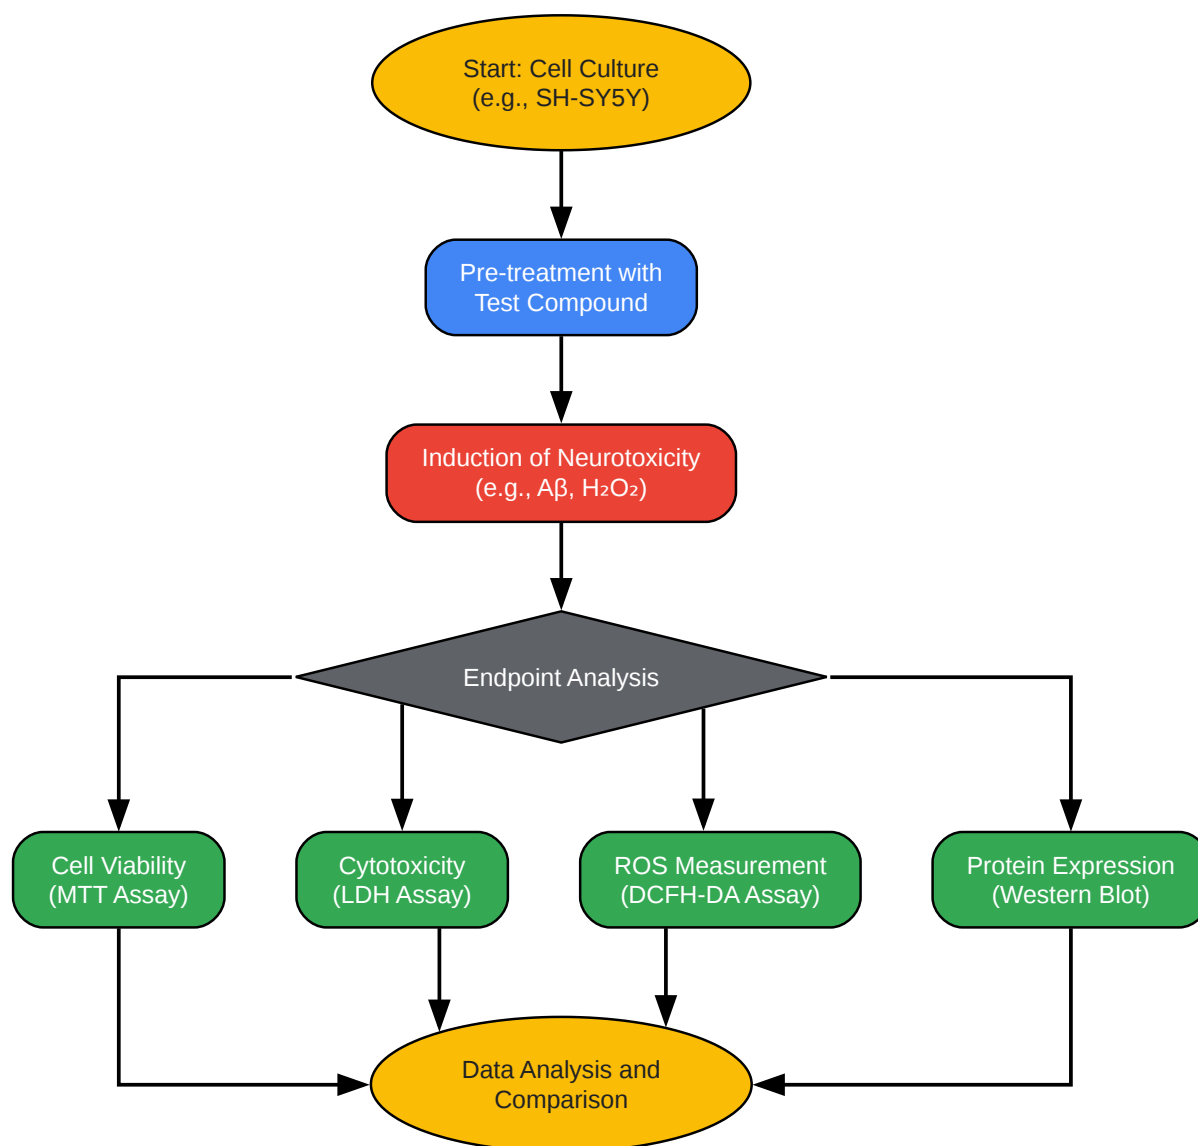 Start: Cell Culture
(e.g., SH-SY5Y)
Pre-treatment with
Test Compound
Induction of Neurotoxicity
(e.g., Aβ, H₂O₂)
Endpoint Analysis
Cell Viability
(MTT Assay)
Cytotoxicity
(LDH Assay)
ROS Measurement
(DCFH-DA Assay)
Protein Expression
(Western Blot)
Data Analysis and
Comparison